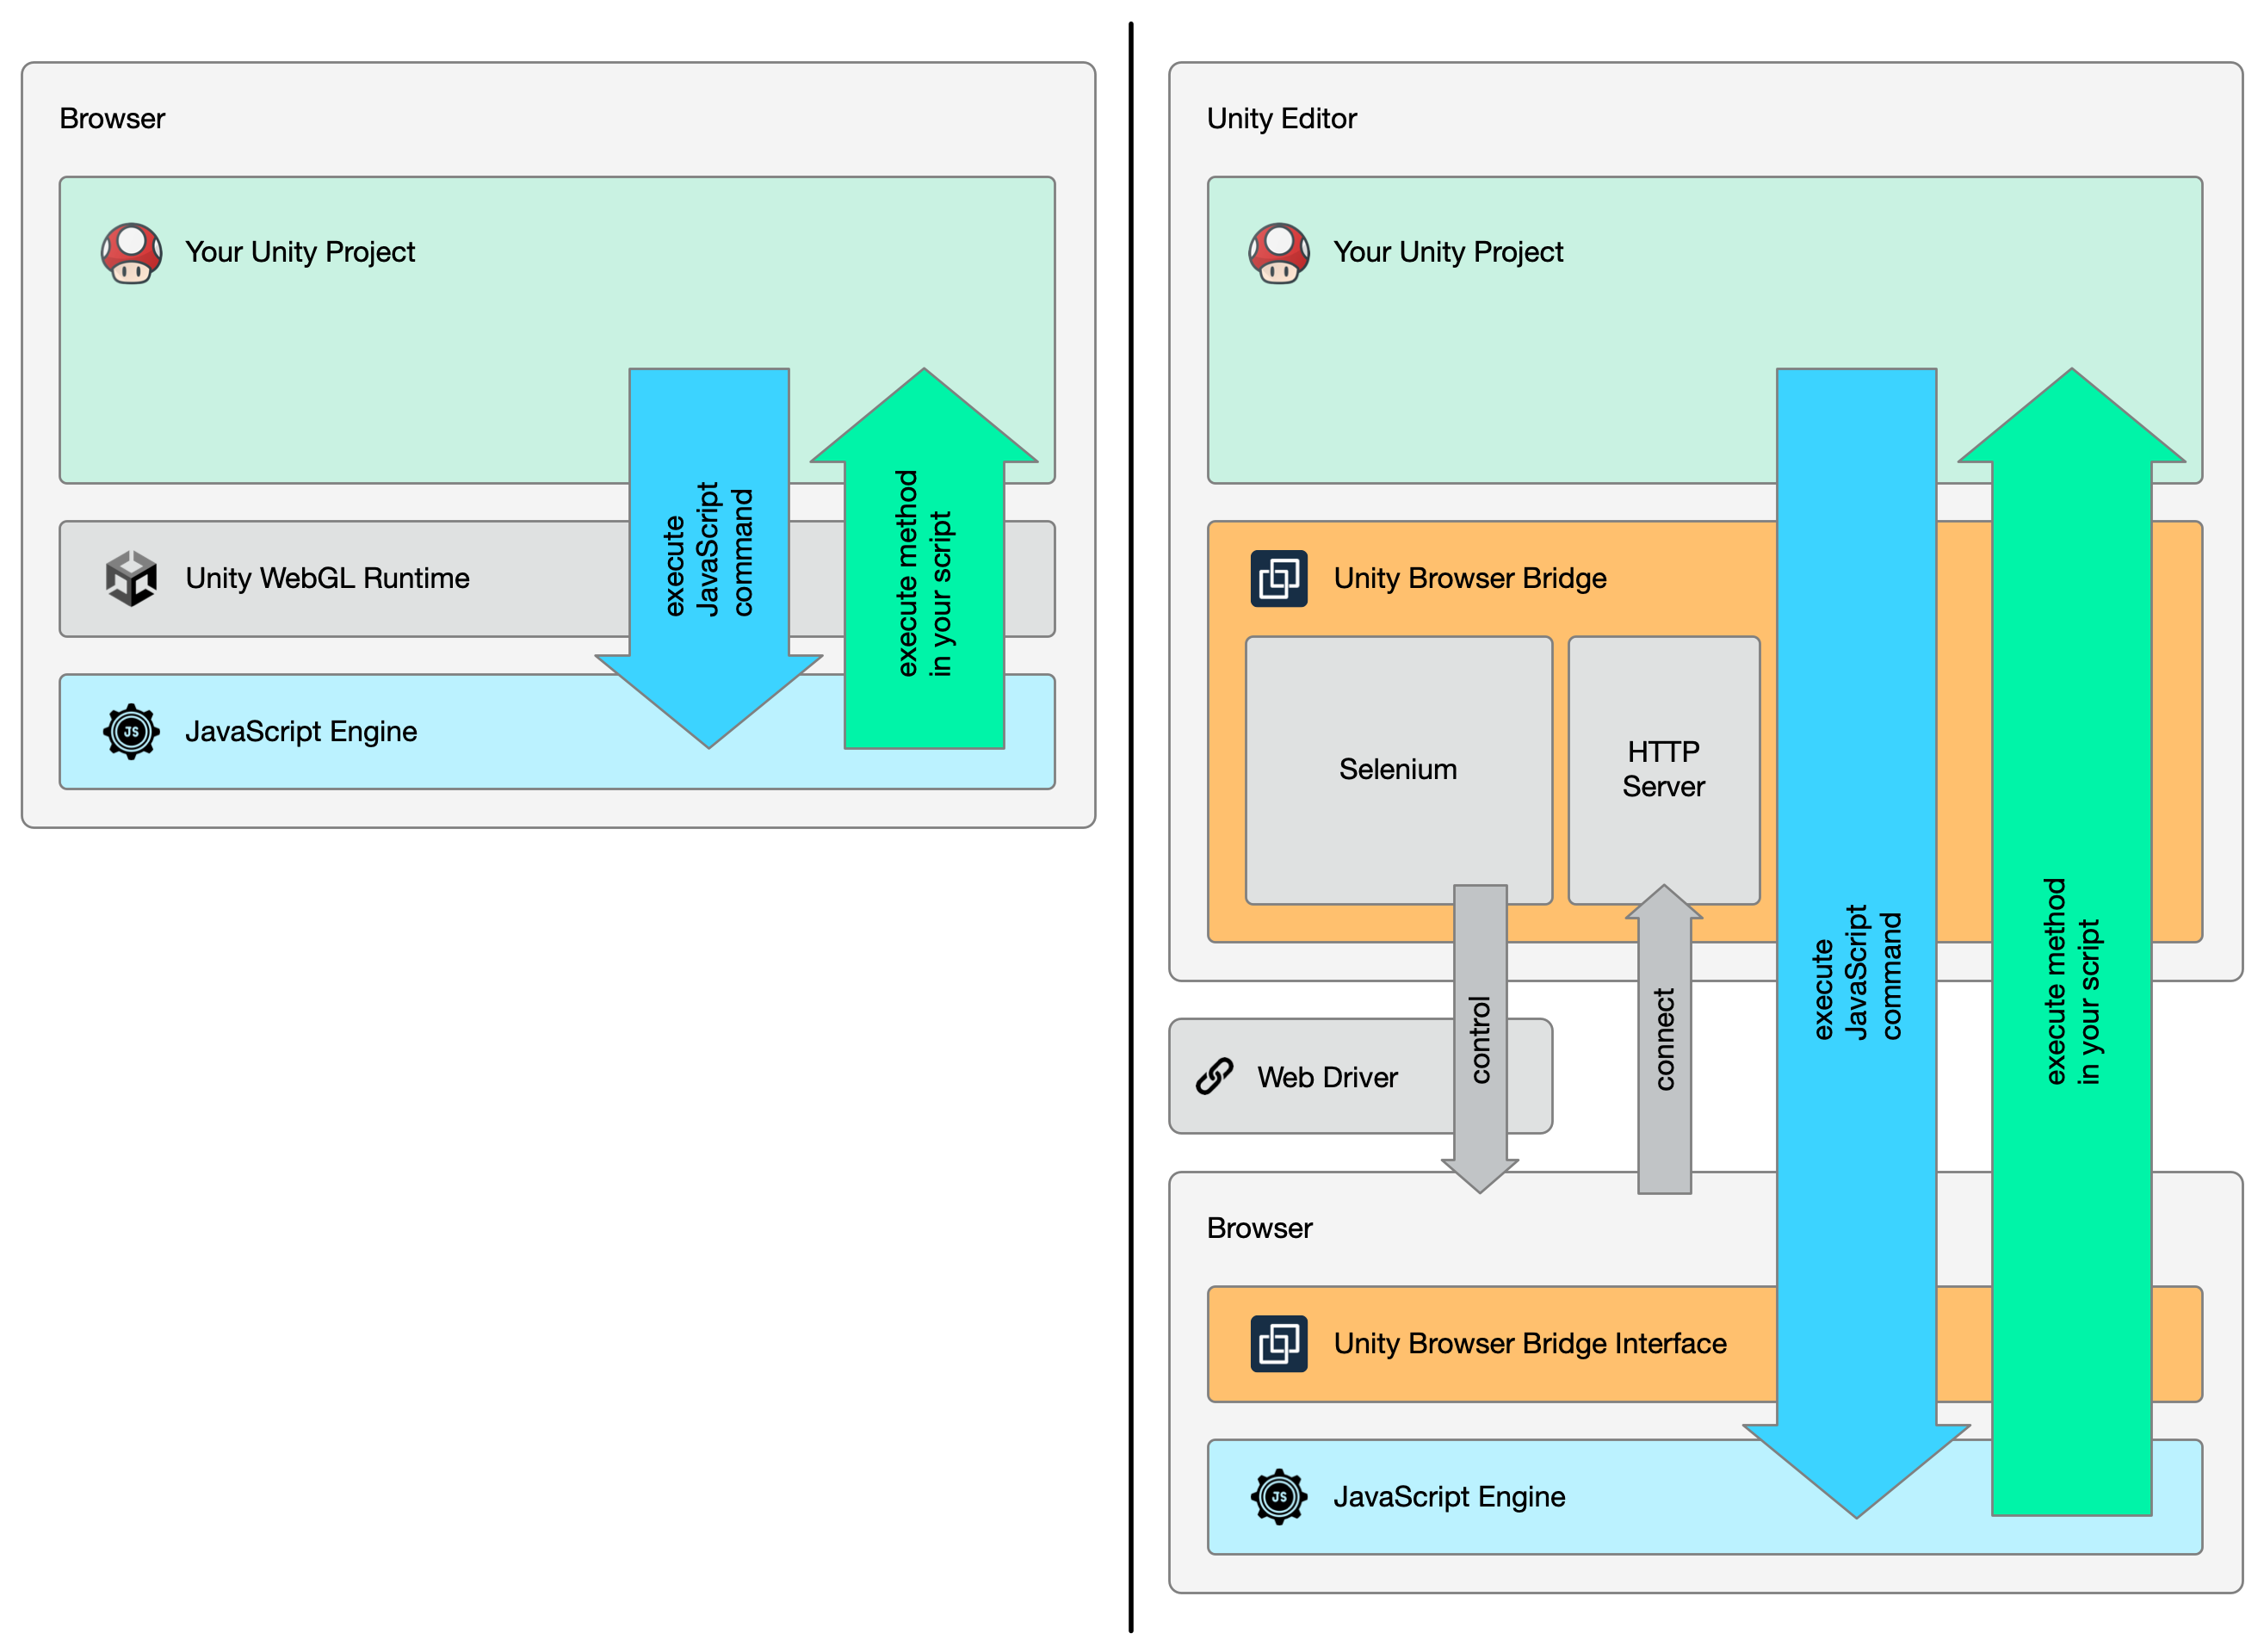 Browser
Your Unity Project
Unity WebGL Runtime
JS
JavaScript Engine
execute
JavaScript
command
execute method
in your script
Unity Editor
Your Unity Project
Unity Browser Bridge
Selenium
HTTP
Server
control
connect
Web Driver
execute
JavaScript
command
execute method
in your script
Browser
Unity Browser Bridge Interface
JS
JavaScript Engine